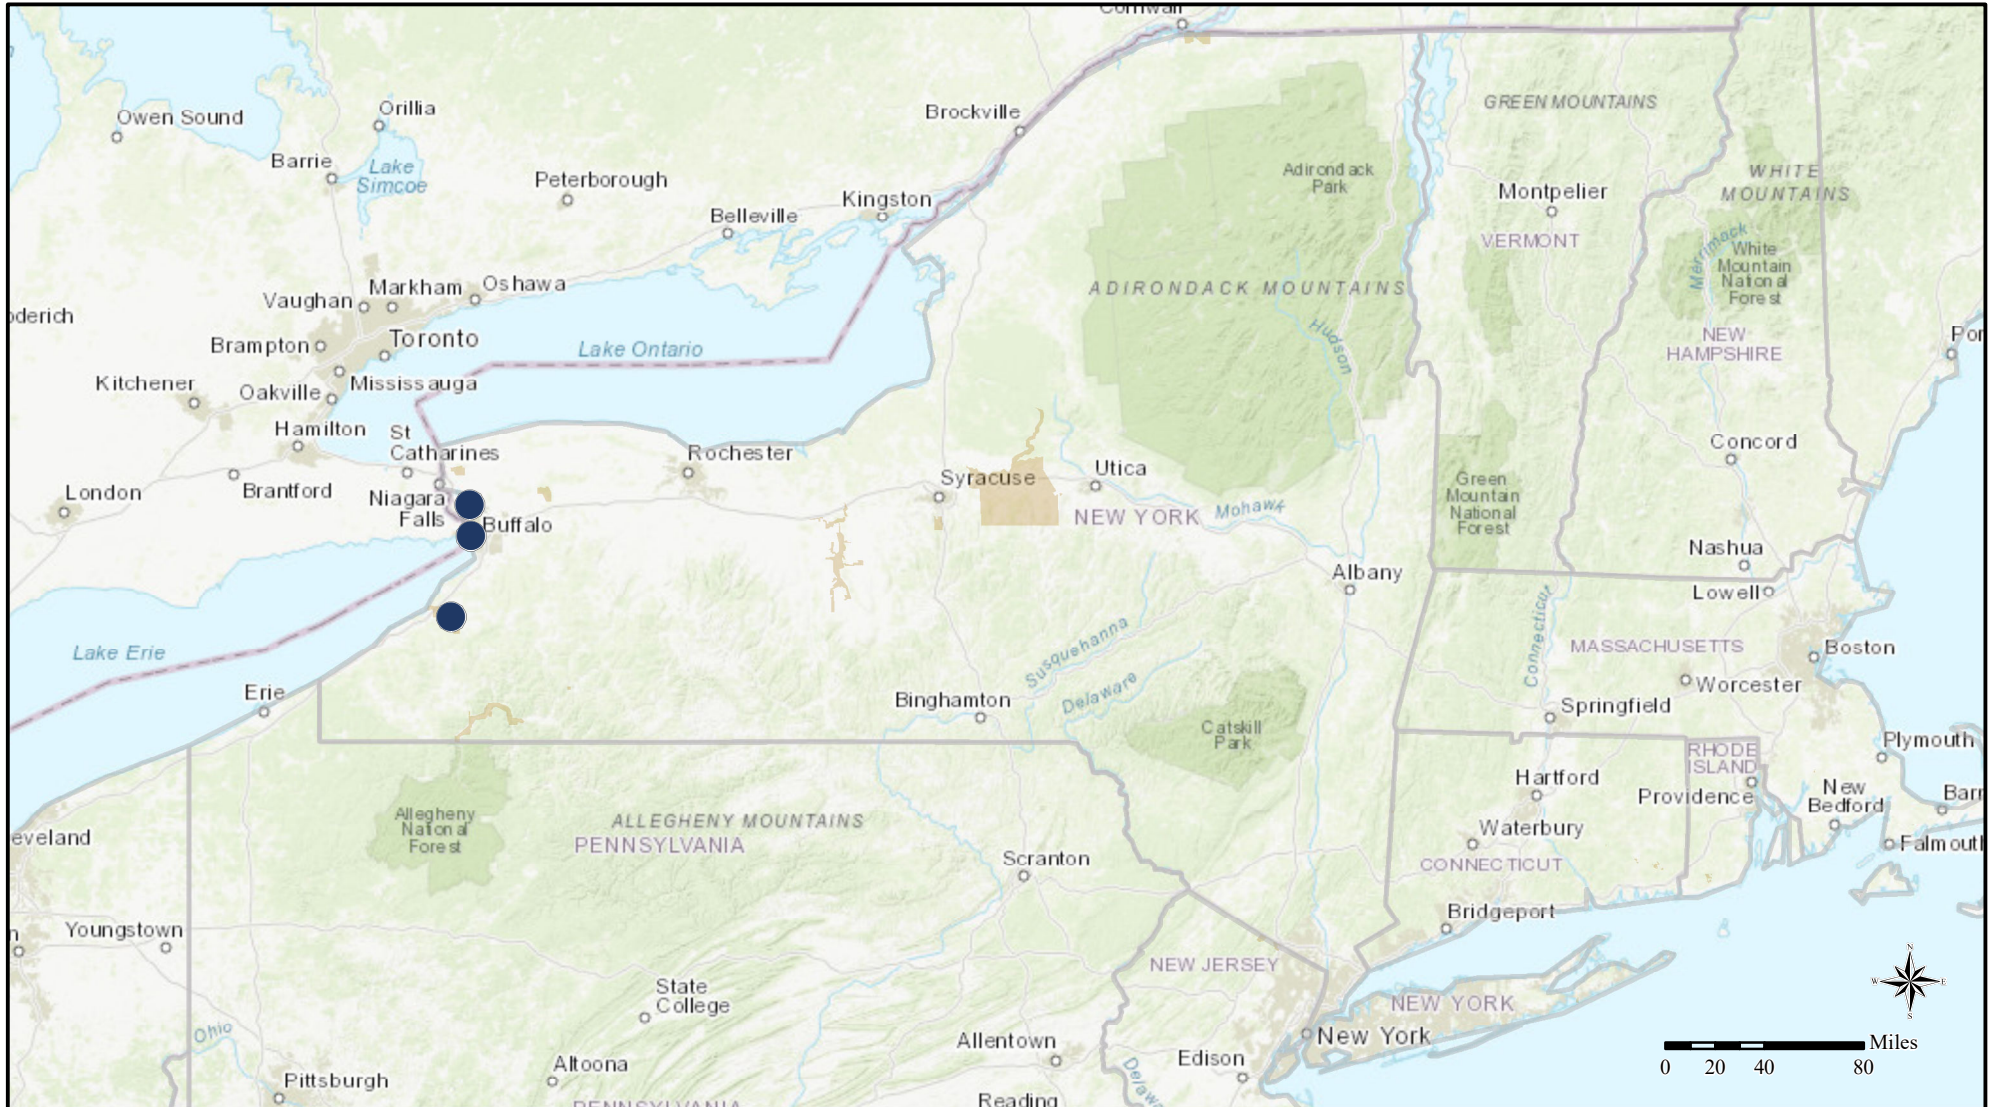 Cornwall
Owen Sound
Orillia
Brockville
GREEN MOUNTAINS
Barrie
Lake
Simcoe
Peterborough
Adirondack
Park
WHITE
MOUNTAINS
Kingston
Belleville
Montpelier
VERMONT
Merrimack
White
Mountain
National
Forest
Markham
Oshawa
Vaughan
ADIRONDACK MOUNTAINS
oderich
Brampton
Toronto
Lake Ontario
Hudson
NEW
HAMPSHIRE
Por
Kitchener
Oakville
Mississauga
Hamilton
St
Catharines
Rochester
Concord
London
Brantford
Niagara
Falls
Buffalo
Syracuse
Utica
NEW YORK
Mohawk
Green
Mountain
National
Forest
Nashua
Albany
Lowell
Connecticut
Lake Erie
Susquehanna
MASSACHUSETTS
Boston
Erie
Binghamton
Delaware
Worcester
Springfield
Catskill
Park
RHODE
ISLAND
Plymouth
Hartford
Providence
New
Bedford
Barn
Allegheny
National
Forest
ALLEGHENY MOUNTAINS
PENNSYLVANIA
eveland
Waterbury
Falmouth
Scranton
CONNECTICUT
Bridgeport
n
Youngstown
NEW JERSEY
N
W
E
S
State
College
NEW YORK
Ohio
New York
Allentown
Edison
Altoona
Delawa
Pittsburgh
Reading
PENNSYLVANIA
Miles
0 20 40 80